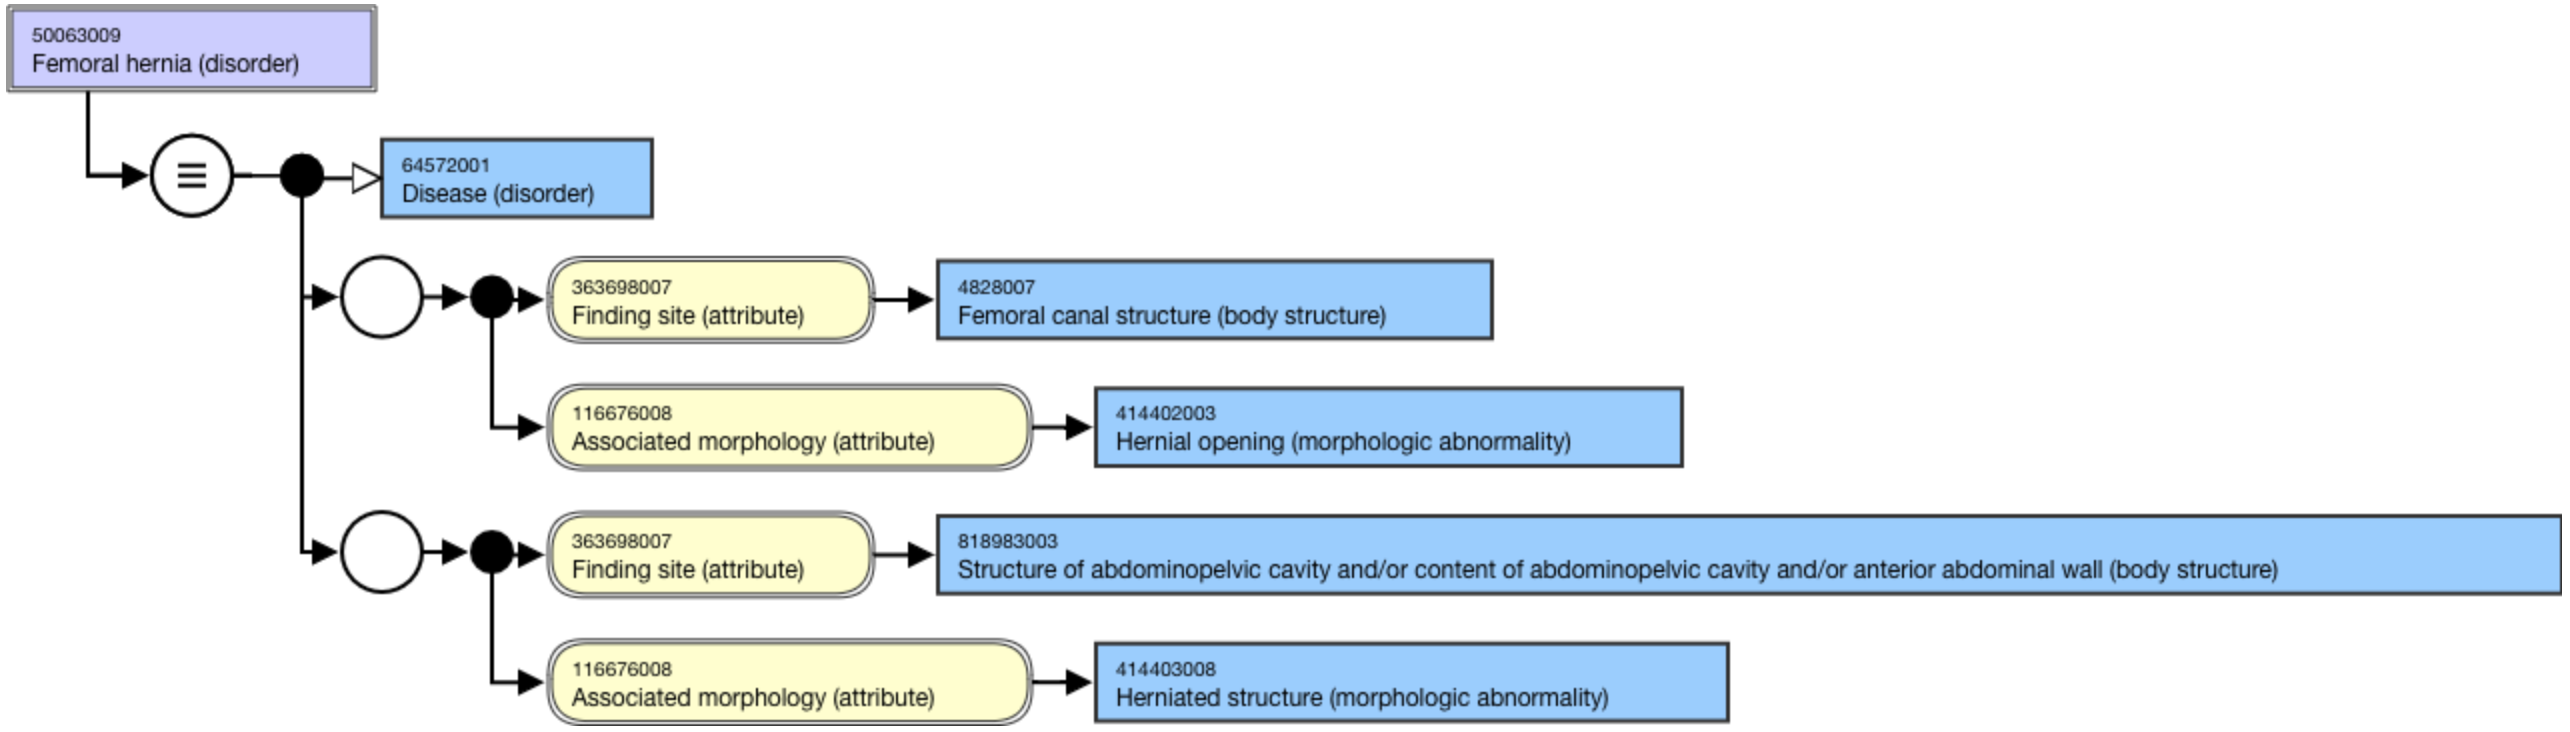 50063009
Femoral hernia (disorder)
64572001
Disease (disorder)
363698007
Finding site (attribute)
4828007
Femoral canal structure (body structure)
116676008
Associated morphology (attribute)
414402003
Hernial opening (morphologic abnormality)
363698007
Finding site (attribute)
818983003
Structure of abdominopelvic cavity and/or content of abdominopelvic cavity and/or anterior abdominal wall (body structure)
116676008
Associated morphology (attribute)
414403008
Herniated structure (morphologic abnormality)